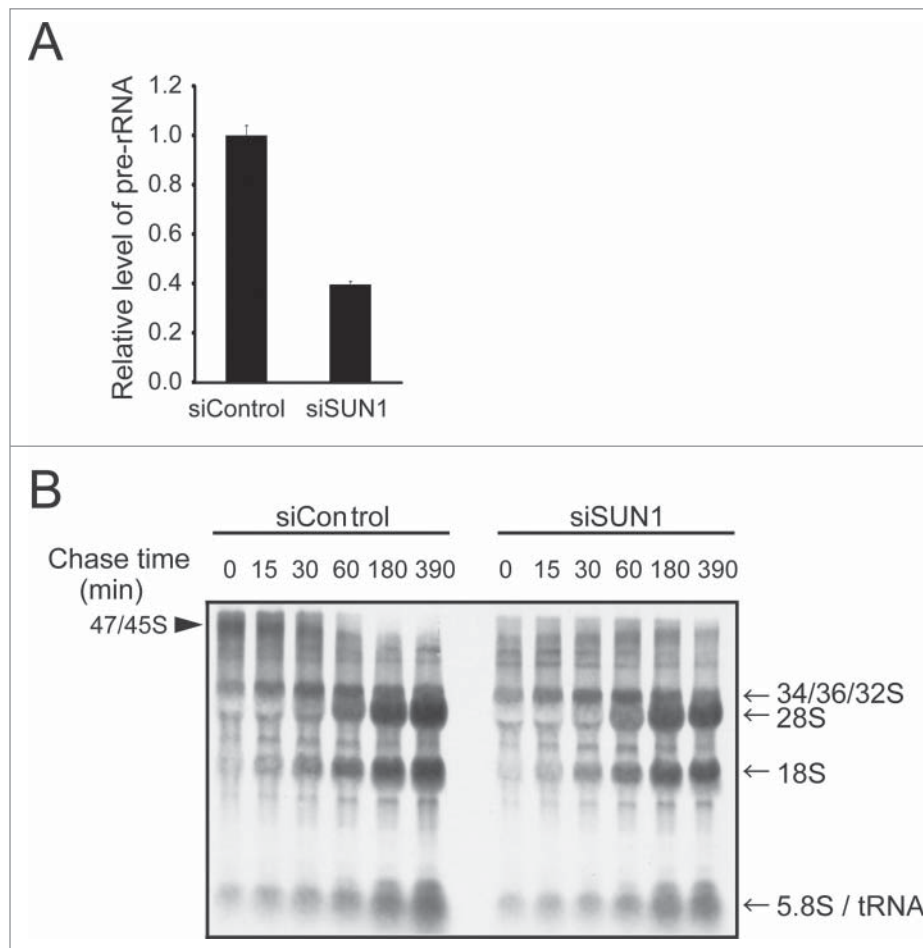 A
Relative level of pre-rRNA
1.2
1.0
0.8
0.6
0.4
0.2
0.0
siControl siSUN1
B
siControl siSUN1
Chase time
(min)
0 15 30 60 180 390 0 15 30 60 180 390
47/45S
← 34/36/32S
← 28S
← 18S
← 5.8S / tRNA